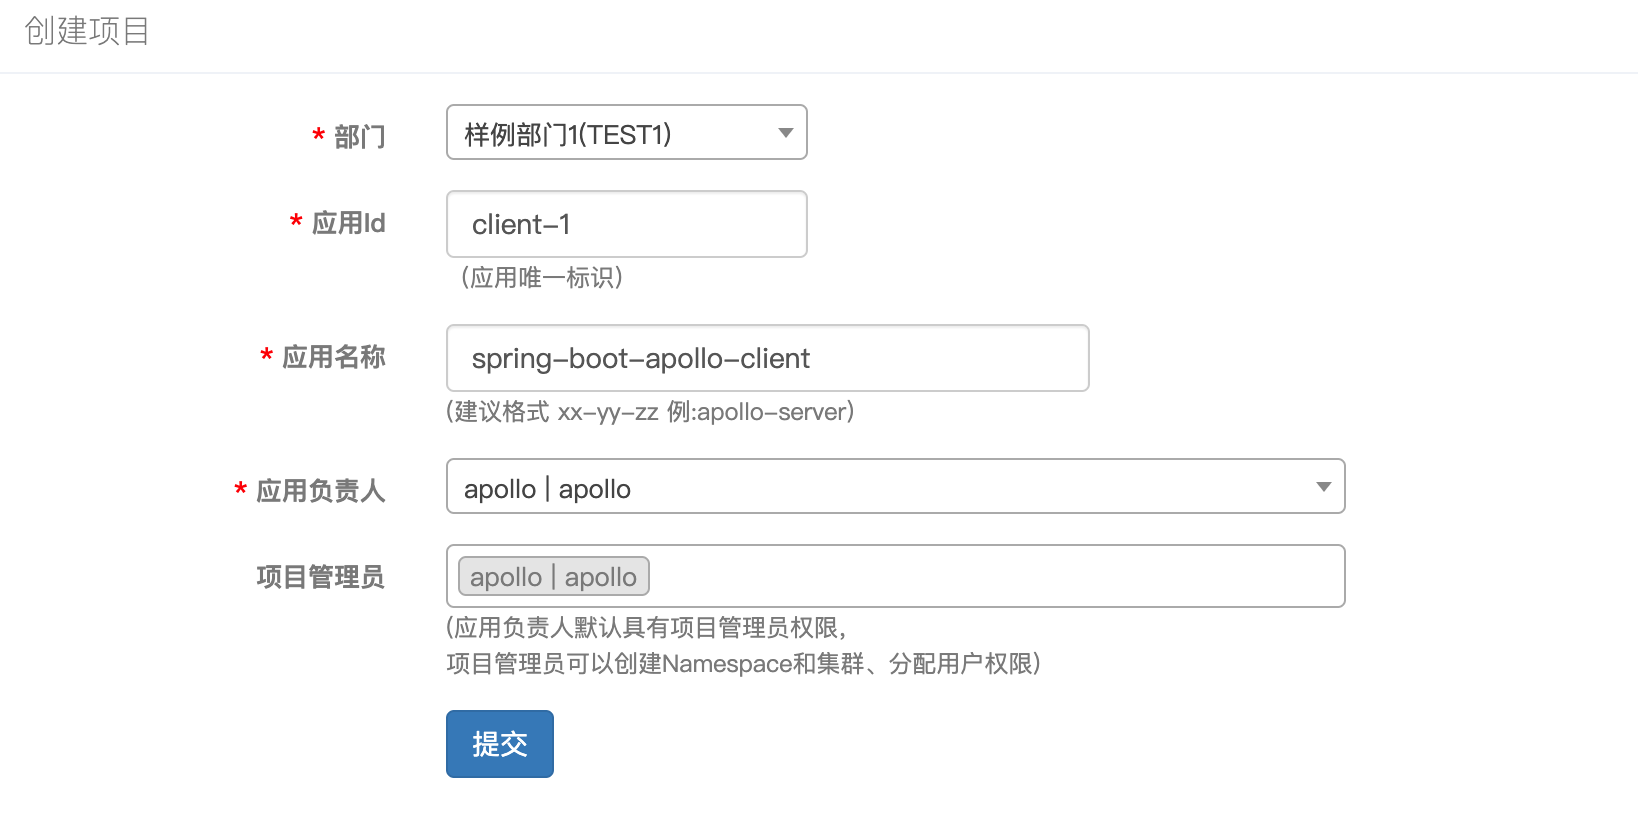 创建项目
* 部门 样例部门1(TEST1)
* 应用Id client-1
(应用唯一标识)
* 应用名称 spring-boot-apollo-client
(建议格式 xx-yy-zz 例:apollo-server)
* 应用负责人 apollo | apollo
项目管理员 apollo | apollo
(应用负责人默认具有项目管理员权限,
项目管理员可以创建Namespace和集群、分配用户权限)
提交